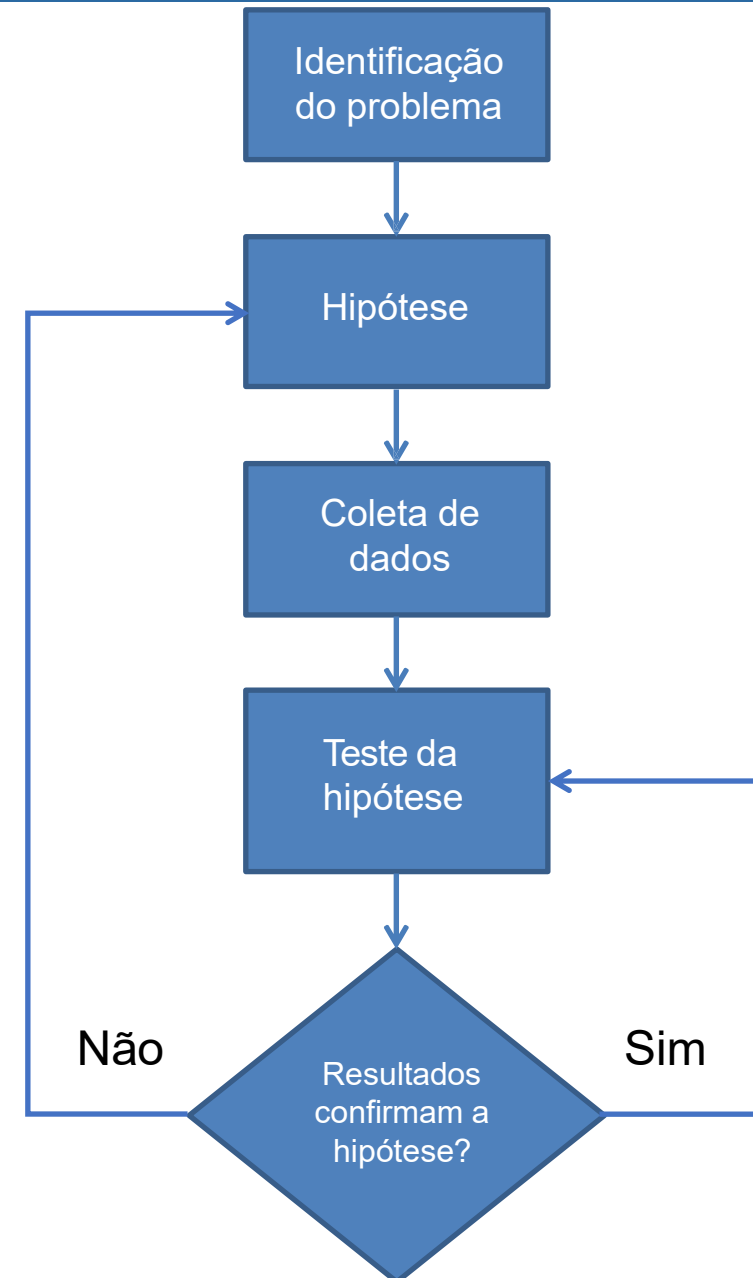 Identificação
do problema
Hipótese
Coleta de
dados
Teste da
hipótese
Não
Sim
Resultados
confirmam a
hipótese?